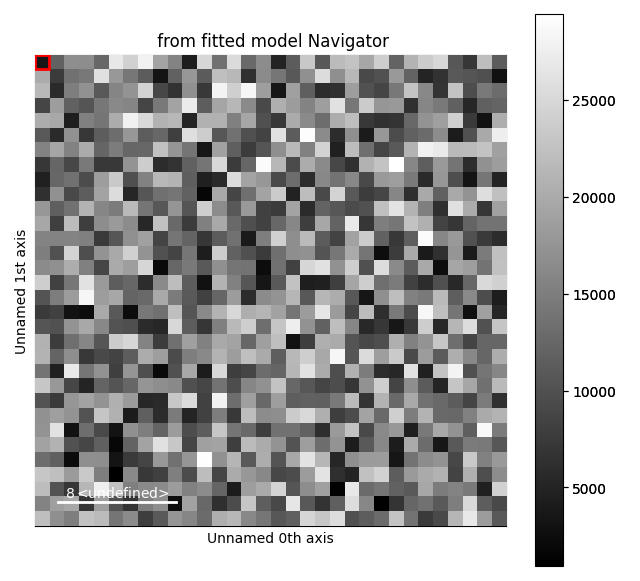 from fitted model Navigator
25000
20000
15000
10000
5000
Unnamed 1st axis
8 <undefined>
Unnamed 0th axis